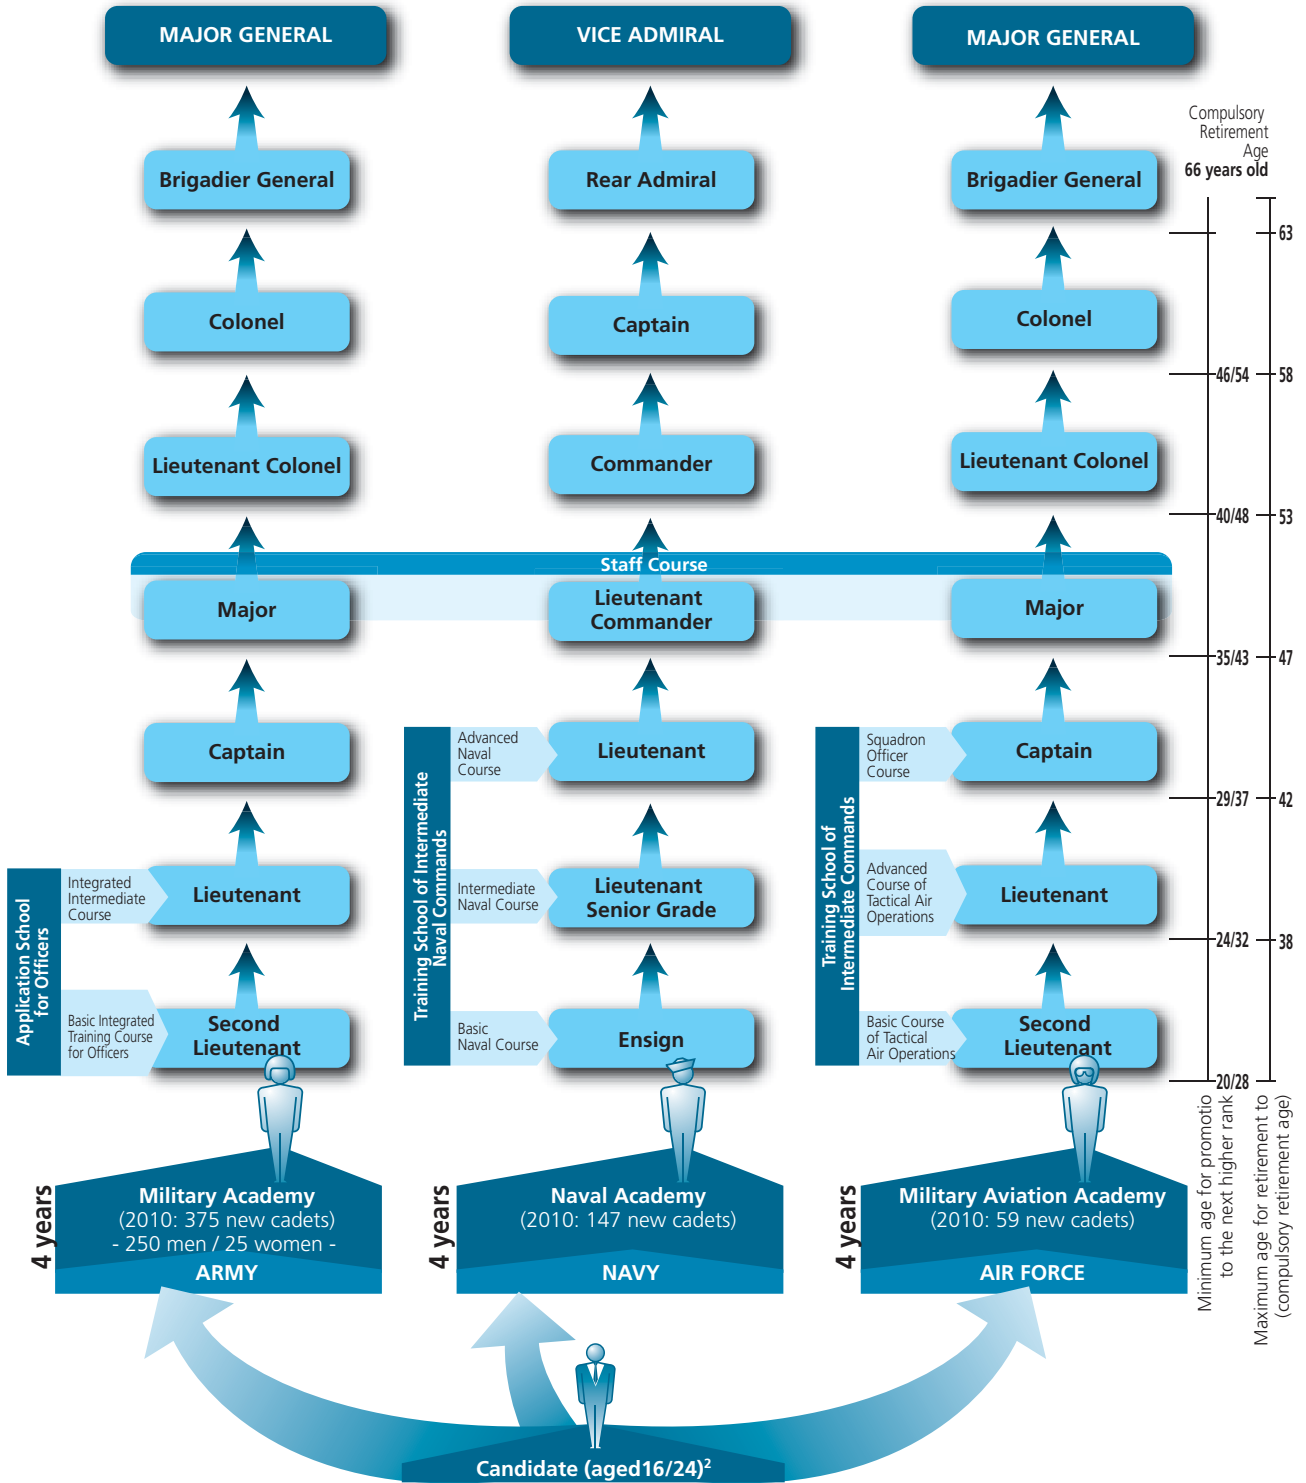 MAJOR GENERAL
VICE ADMIRAL
MAJOR GENERAL
Compulsory
Retirement
Age
66 years old
Brigadier General
Rear Admiral
Brigadier General
63
Colonel
Captain
Colonel
46/54
58
Lieutenant Colonel
Commander
Lieutenant Colonel
40/48
53
Staff Course
Major
Lieutenant
Commander
Major
35/43
47
Captain
Advanced
Naval
Course
Lieutenant
Squadron
Officer
Course
Captain
29/37
42
Application School
for Officers
Integrated
Intermediate
Course
Lieutenant
Training School of Intermediate
Naval Commands
Intermediate
Naval Course
Lieutenant
Senior Grade
Training School of
Intermediate Commands
Advanced
Course of
Tactical Air
Operations
Lieutenant
24/32
38
Basic Integrated
Training Course
for Officers
Second
Lieutenant
Basic
Naval Course
Ensign
Basic Course
of Tactical
Air Operations
Second
Lieutenant
20/28
Minimum age for promotio
to the next higher rank
Maximum age for retirement to
(compulsory retirement age)
4 years
Military Academy
(2010: 375 new cadets)
- 250 men / 25 women -
ARMY
4 years
Naval Academy
(2010: 147 new cadets)
NAVY
4 years
Military Aviation Academy
(2010: 59 new cadets)
AIR FORCE
Candidate (aged16/24)²